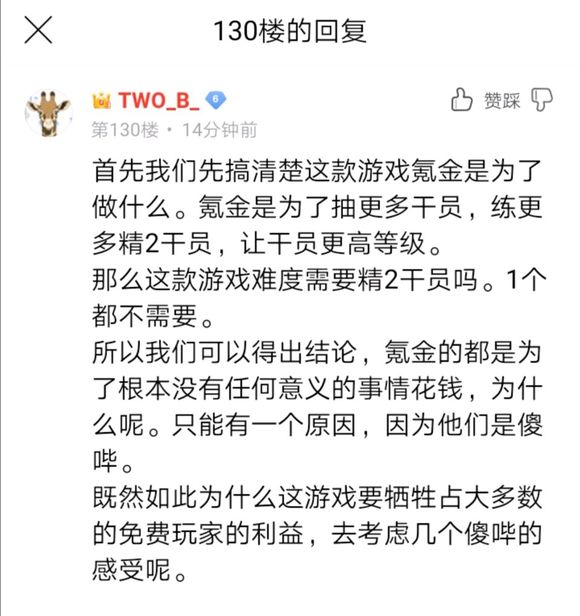 130楼的回复
TWO_B_ 6
赞踩
第130楼 · 14分钟前
首先我们先搞清楚这款游戏氪金是为了
做什么。氪金是为了抽更多干员，练更
多精2干员，让干员更高等级。
那么这款游戏难度需要精2干员吗。1个
都不需要。
所以我们可以得出结论，氪金的都是为
了根本没有任何意义的事情花钱，为什
么呢。只能有一个原因，因为他们是傻
哔。
既然如此为什么这游戏要牺牲占大多数
的免费玩家的利益，去考虑几个傻哔的
感受呢。